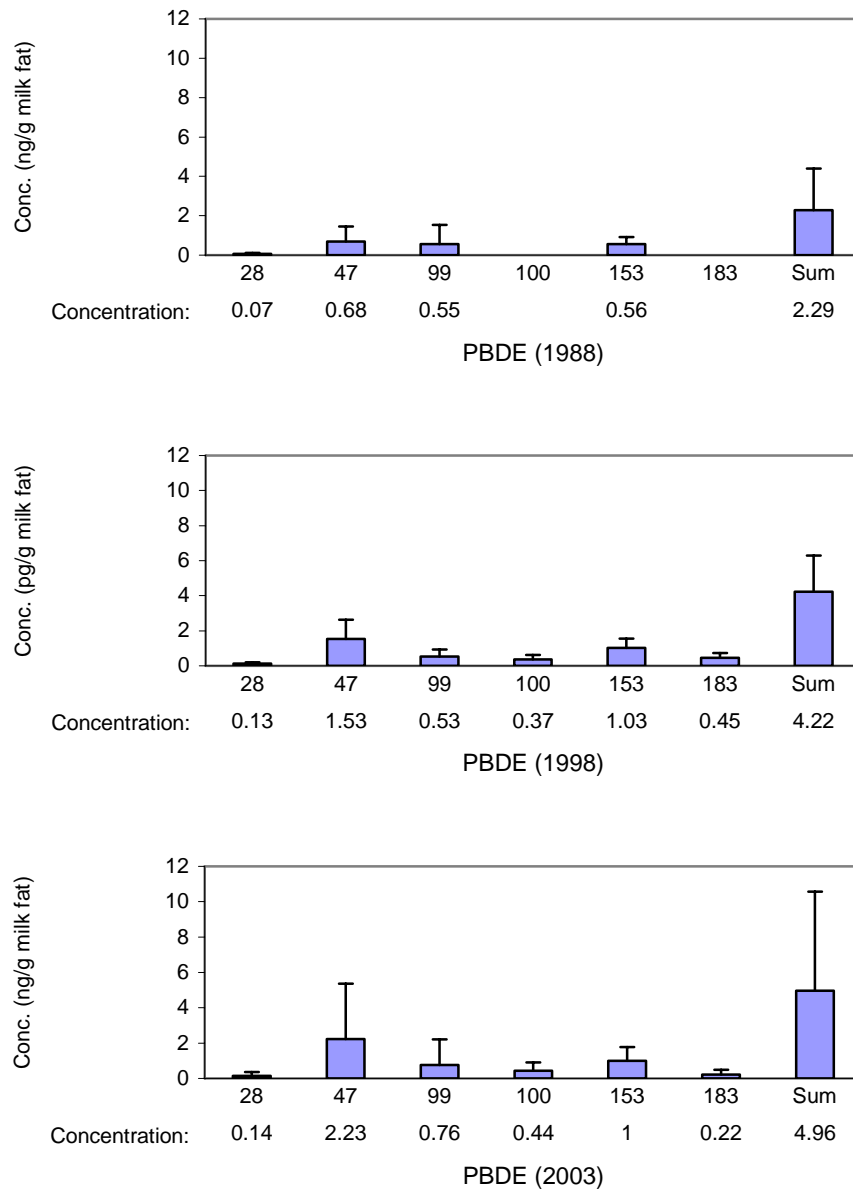 12
10
8
6
4
2
0
Conc. (ng/g milk fat)
28 47 99 100 153 183 Sum
Concentration: 0.07 0.68 0.55 0.56 2.29
PBDE (1988)
12
10
8
6
4
2
0
Conc. (pg/g milk fat)
28 47 99 100 153 183 Sum
Concentration: 0.13 1.53 0.53 0.37 1.03 0.45 4.22
PBDE (1998)
12
10
8
6
4
2
0
Conc. (ng/g milk fat)
28 47 99 100 153 183 Sum
Concentration: 0.14 2.23 0.76 0.44 1 0.22 4.96
PBDE (2003)